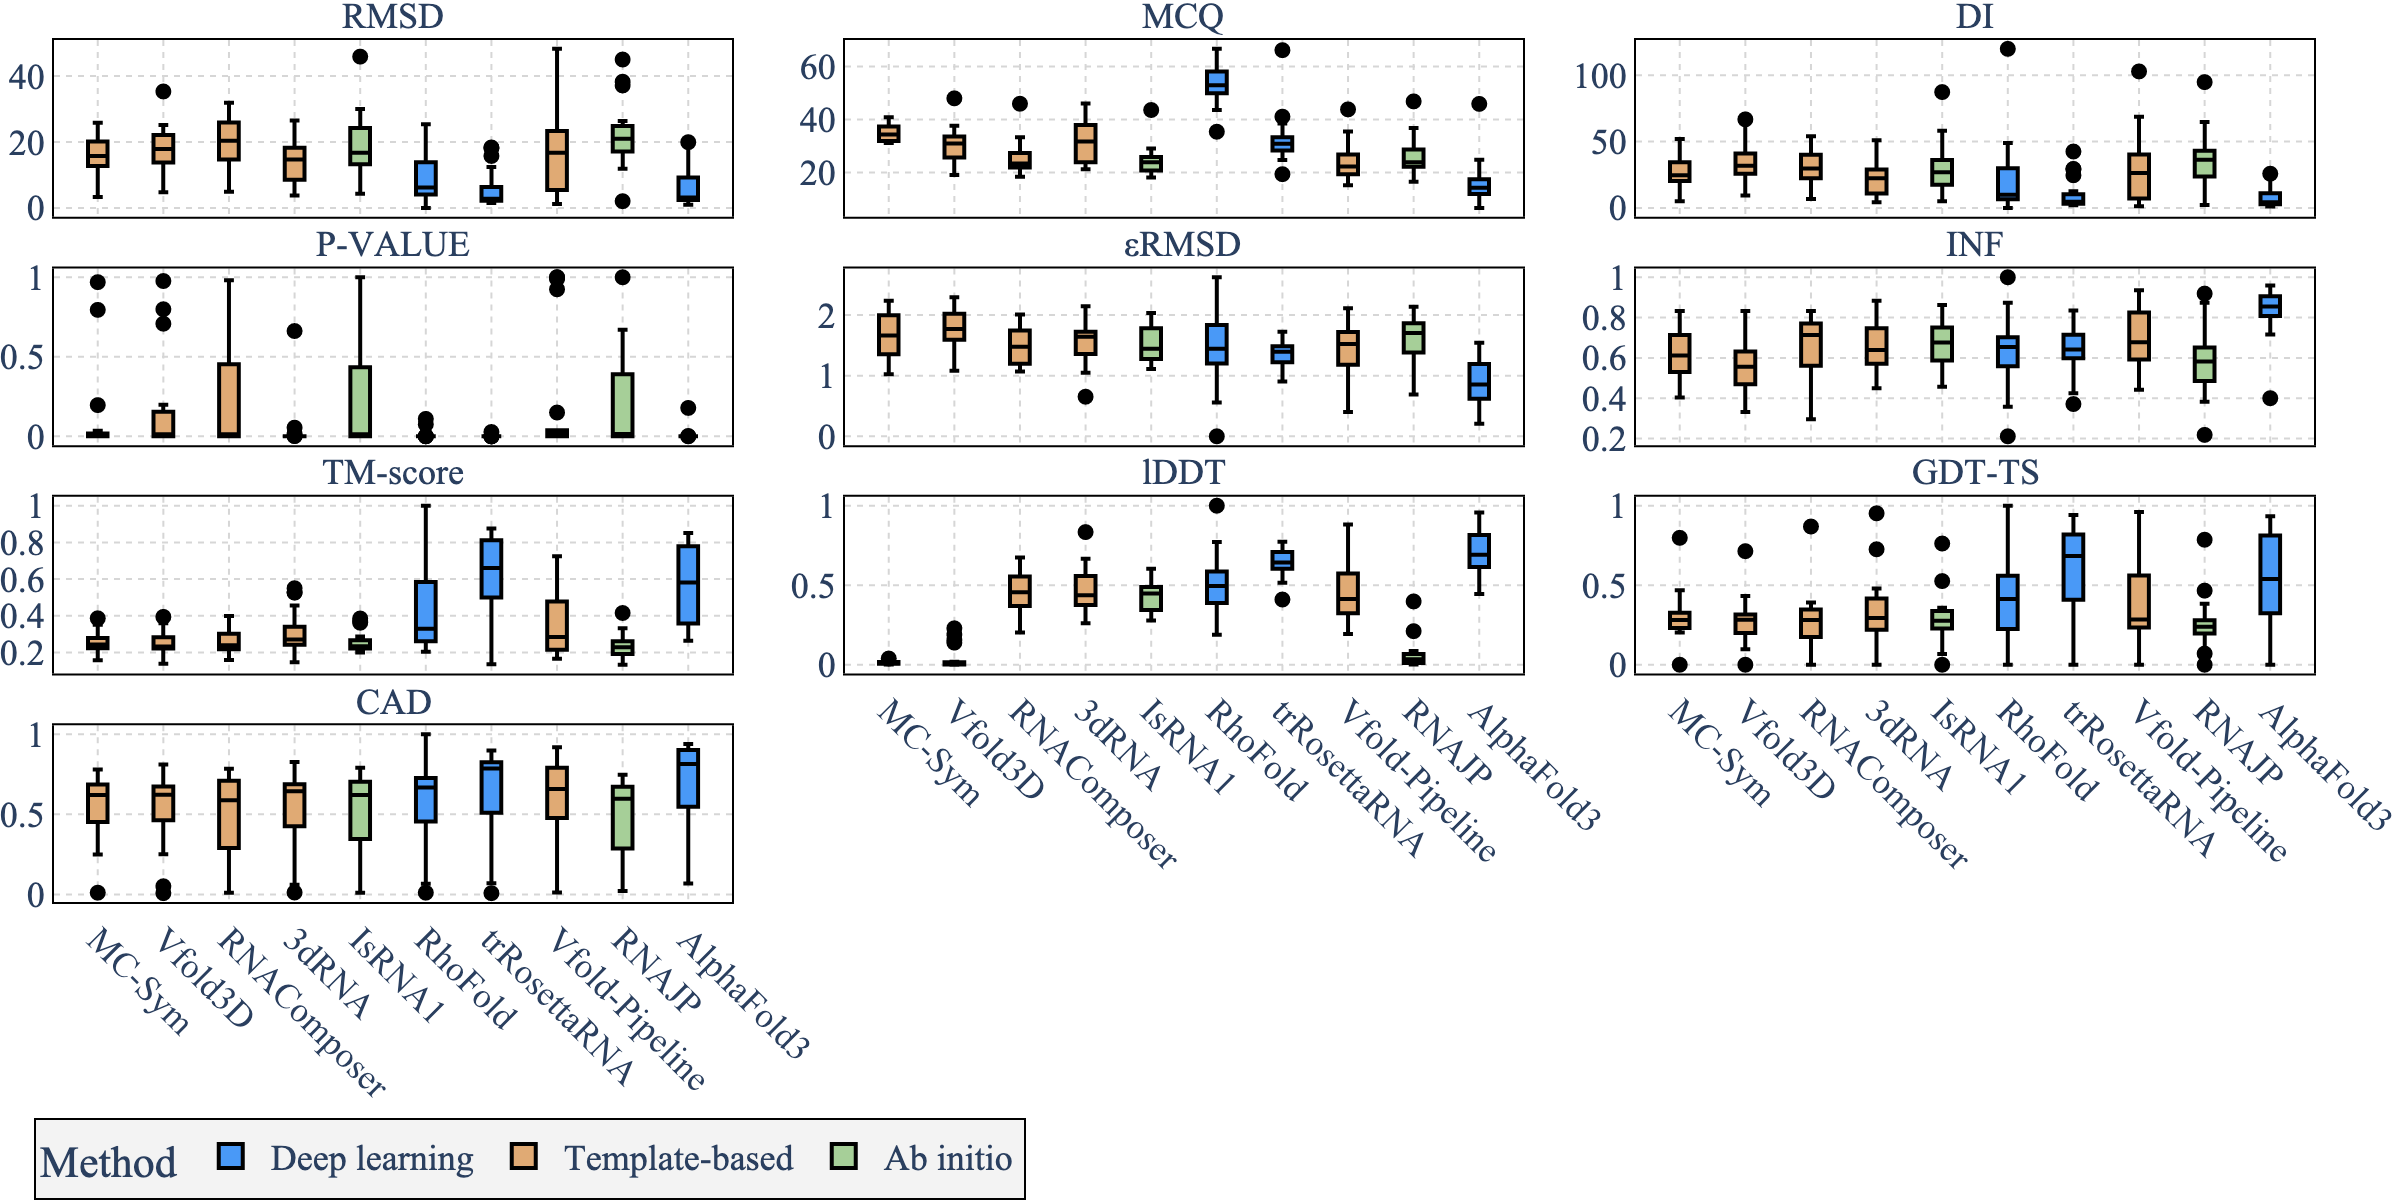 RMSD
MCQ
DI
40
20
0
60
40
20
100
50
0
P-VALUE
εRMSD
INF
1
0.5
0
2
1
0
1
0.8
0.6
0.4
0.2
TM-score
lDDT
GDT-TS
1
0.8
0.6
0.4
0.2
1
0.5
0
1
0.5
0
CAD
1
0.5
0
MC-Sym
Vfold3D
RNAComposer
3dRNA
IsRNA1
RhoFold
trRosettaRNA
Vfold-Pipeline
RNAJP
AlphaFold3
MC-Sym
Vfold3D
RNAComposer
3dRNA
IsRNA1
RhoFold
trRosettaRNA
Vfold-Pipeline
RNAJP
AlphaFold3
MC-Sym
Vfold3D
RNAComposer
3dRNA
IsRNA1
RhoFold
trRosettaRNA
Vfold-Pipeline
RNAJP
AlphaFold3
Method Deep learning Template-based Ab initio